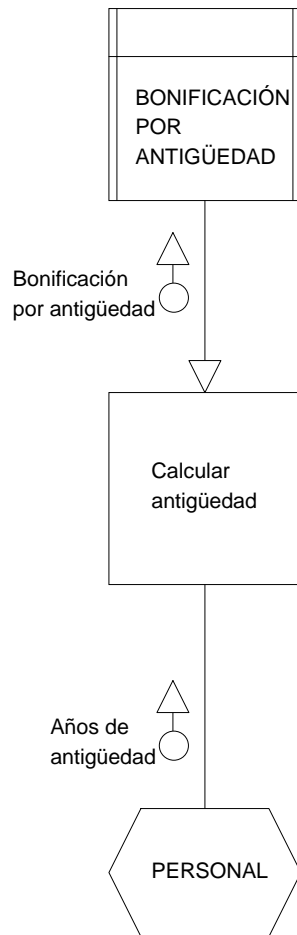 BONIFICACIÓN
POR
ANTIGÜEDAD
Bonificación
por antigüedad
Calcular
antigüedad
Años de
antigüedad
PERSONAL